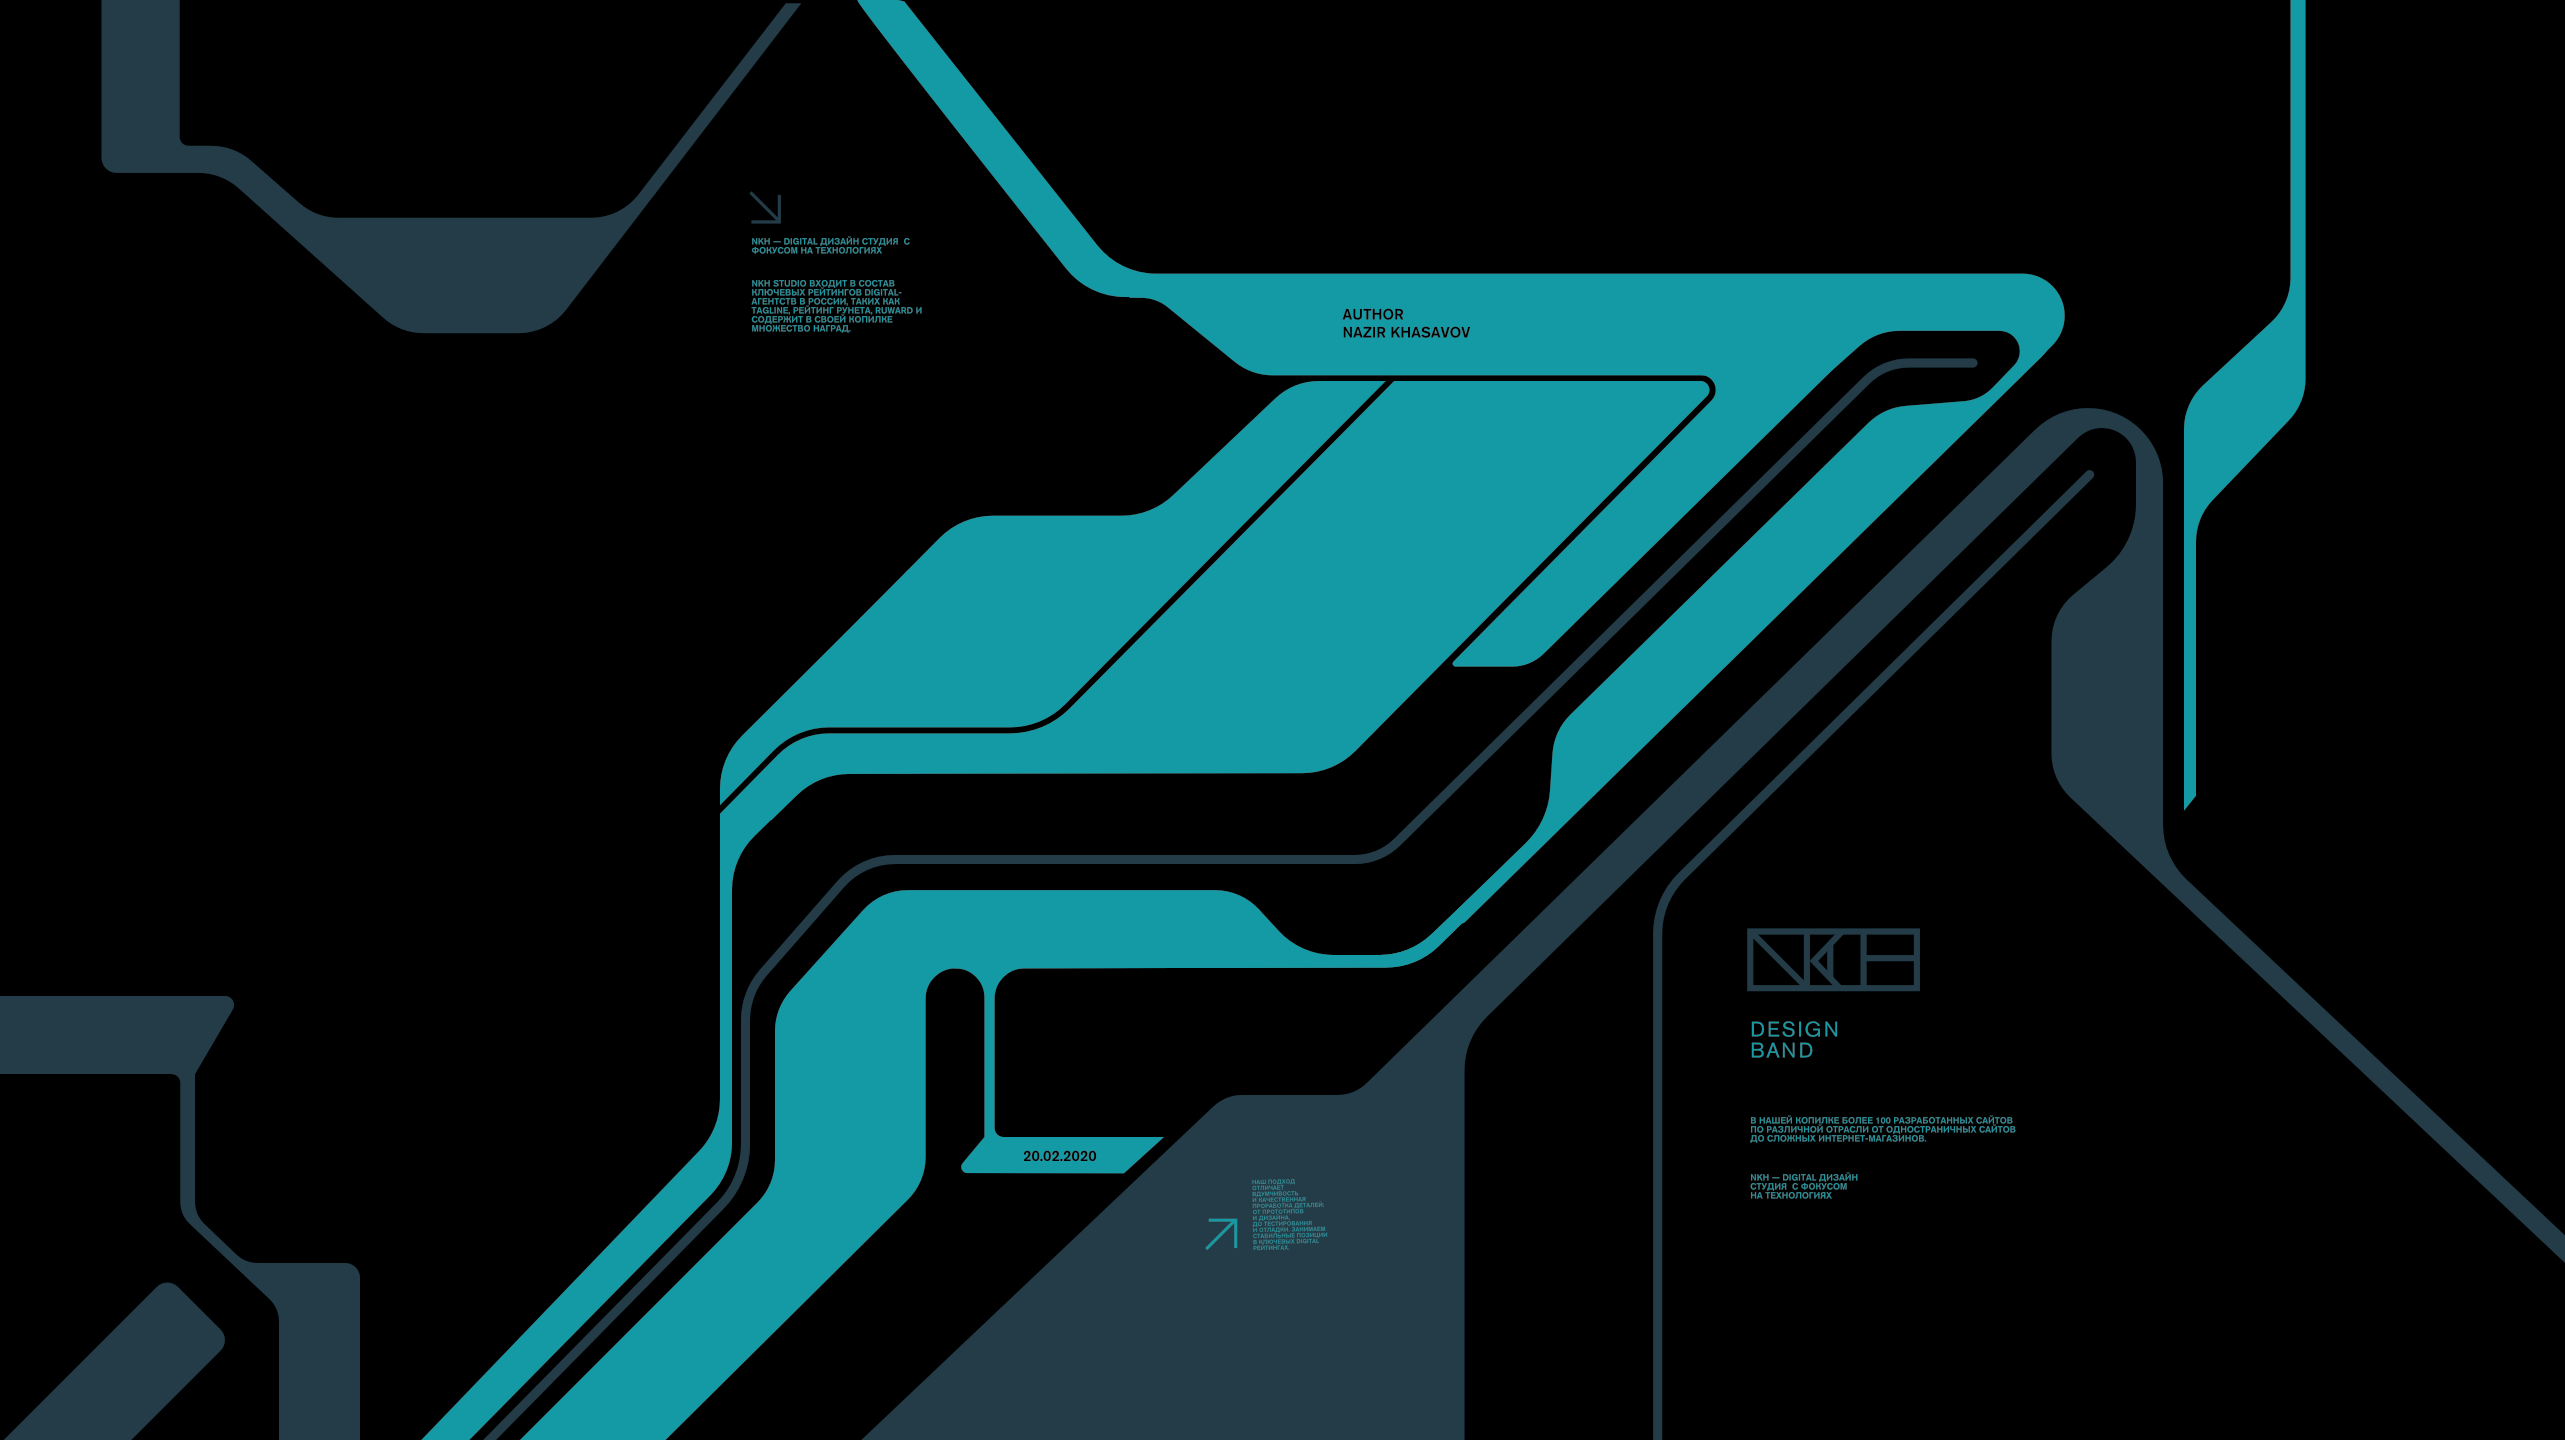 NKH — DIGITAL ДИЗАЙН СТУДИЯ С
ФОКУСОМ НА ТЕХНОЛОГИЯХ
NKH STUDIO ВХОДИТ В СОСТАВ
КЛЮЧЕВЫХ РЕЙТИНГОВ DIGITAL-
АГЕНТСТВ В РОССИИ, ТАКИХ КАК
TAGLINE, РЕЙТИНГ РУНЕТА, RUWARD И
СОДЕРЖИТ В СВОЕЙ КОПИЛКЕ
МНОЖЕСТВО НАГРАД.
AUTHOR
NAZIR KHASAVOV
NKH
DESIGN
BAND
В НАШЕЙ КОПИЛКЕ БОЛЕЕ 100 РАЗРАБОТАННЫХ САЙТОВ
ПО РАЗЛИЧНОЙ ОТРАСЛИ ОТ ОДНОСТРАНИЧНЫХ САЙТОВ
ДО СЛОЖНЫХ ИНТЕРНЕТ-МАГАЗИНОВ.
NKH — DIGITAL ДИЗАЙН
СТУДИЯ С ФОКУСОМ
НА ТЕХНОЛОГИЯХ
20.02.2020
НАШ ПОДХОД
ОТЛИЧАЕТ
ВДУМЧИВОСТЬ
И КАЧЕСТВЕННАЯ
ПРОРАБОТКА ДЕТАЛЕЙ:
ОТ ПРОТОТИПОВ
И ДИЗАЙНА,
ДО ТЕСТИРОВАНИЯ
И ОТЛАДКИ. ЗАНИМАЕМ
СТАБИЛЬНЫЕ ПОЗИЦИИ
В КЛЮЧЕВЫХ DIGITAL
РЕЙТИНГАХ.